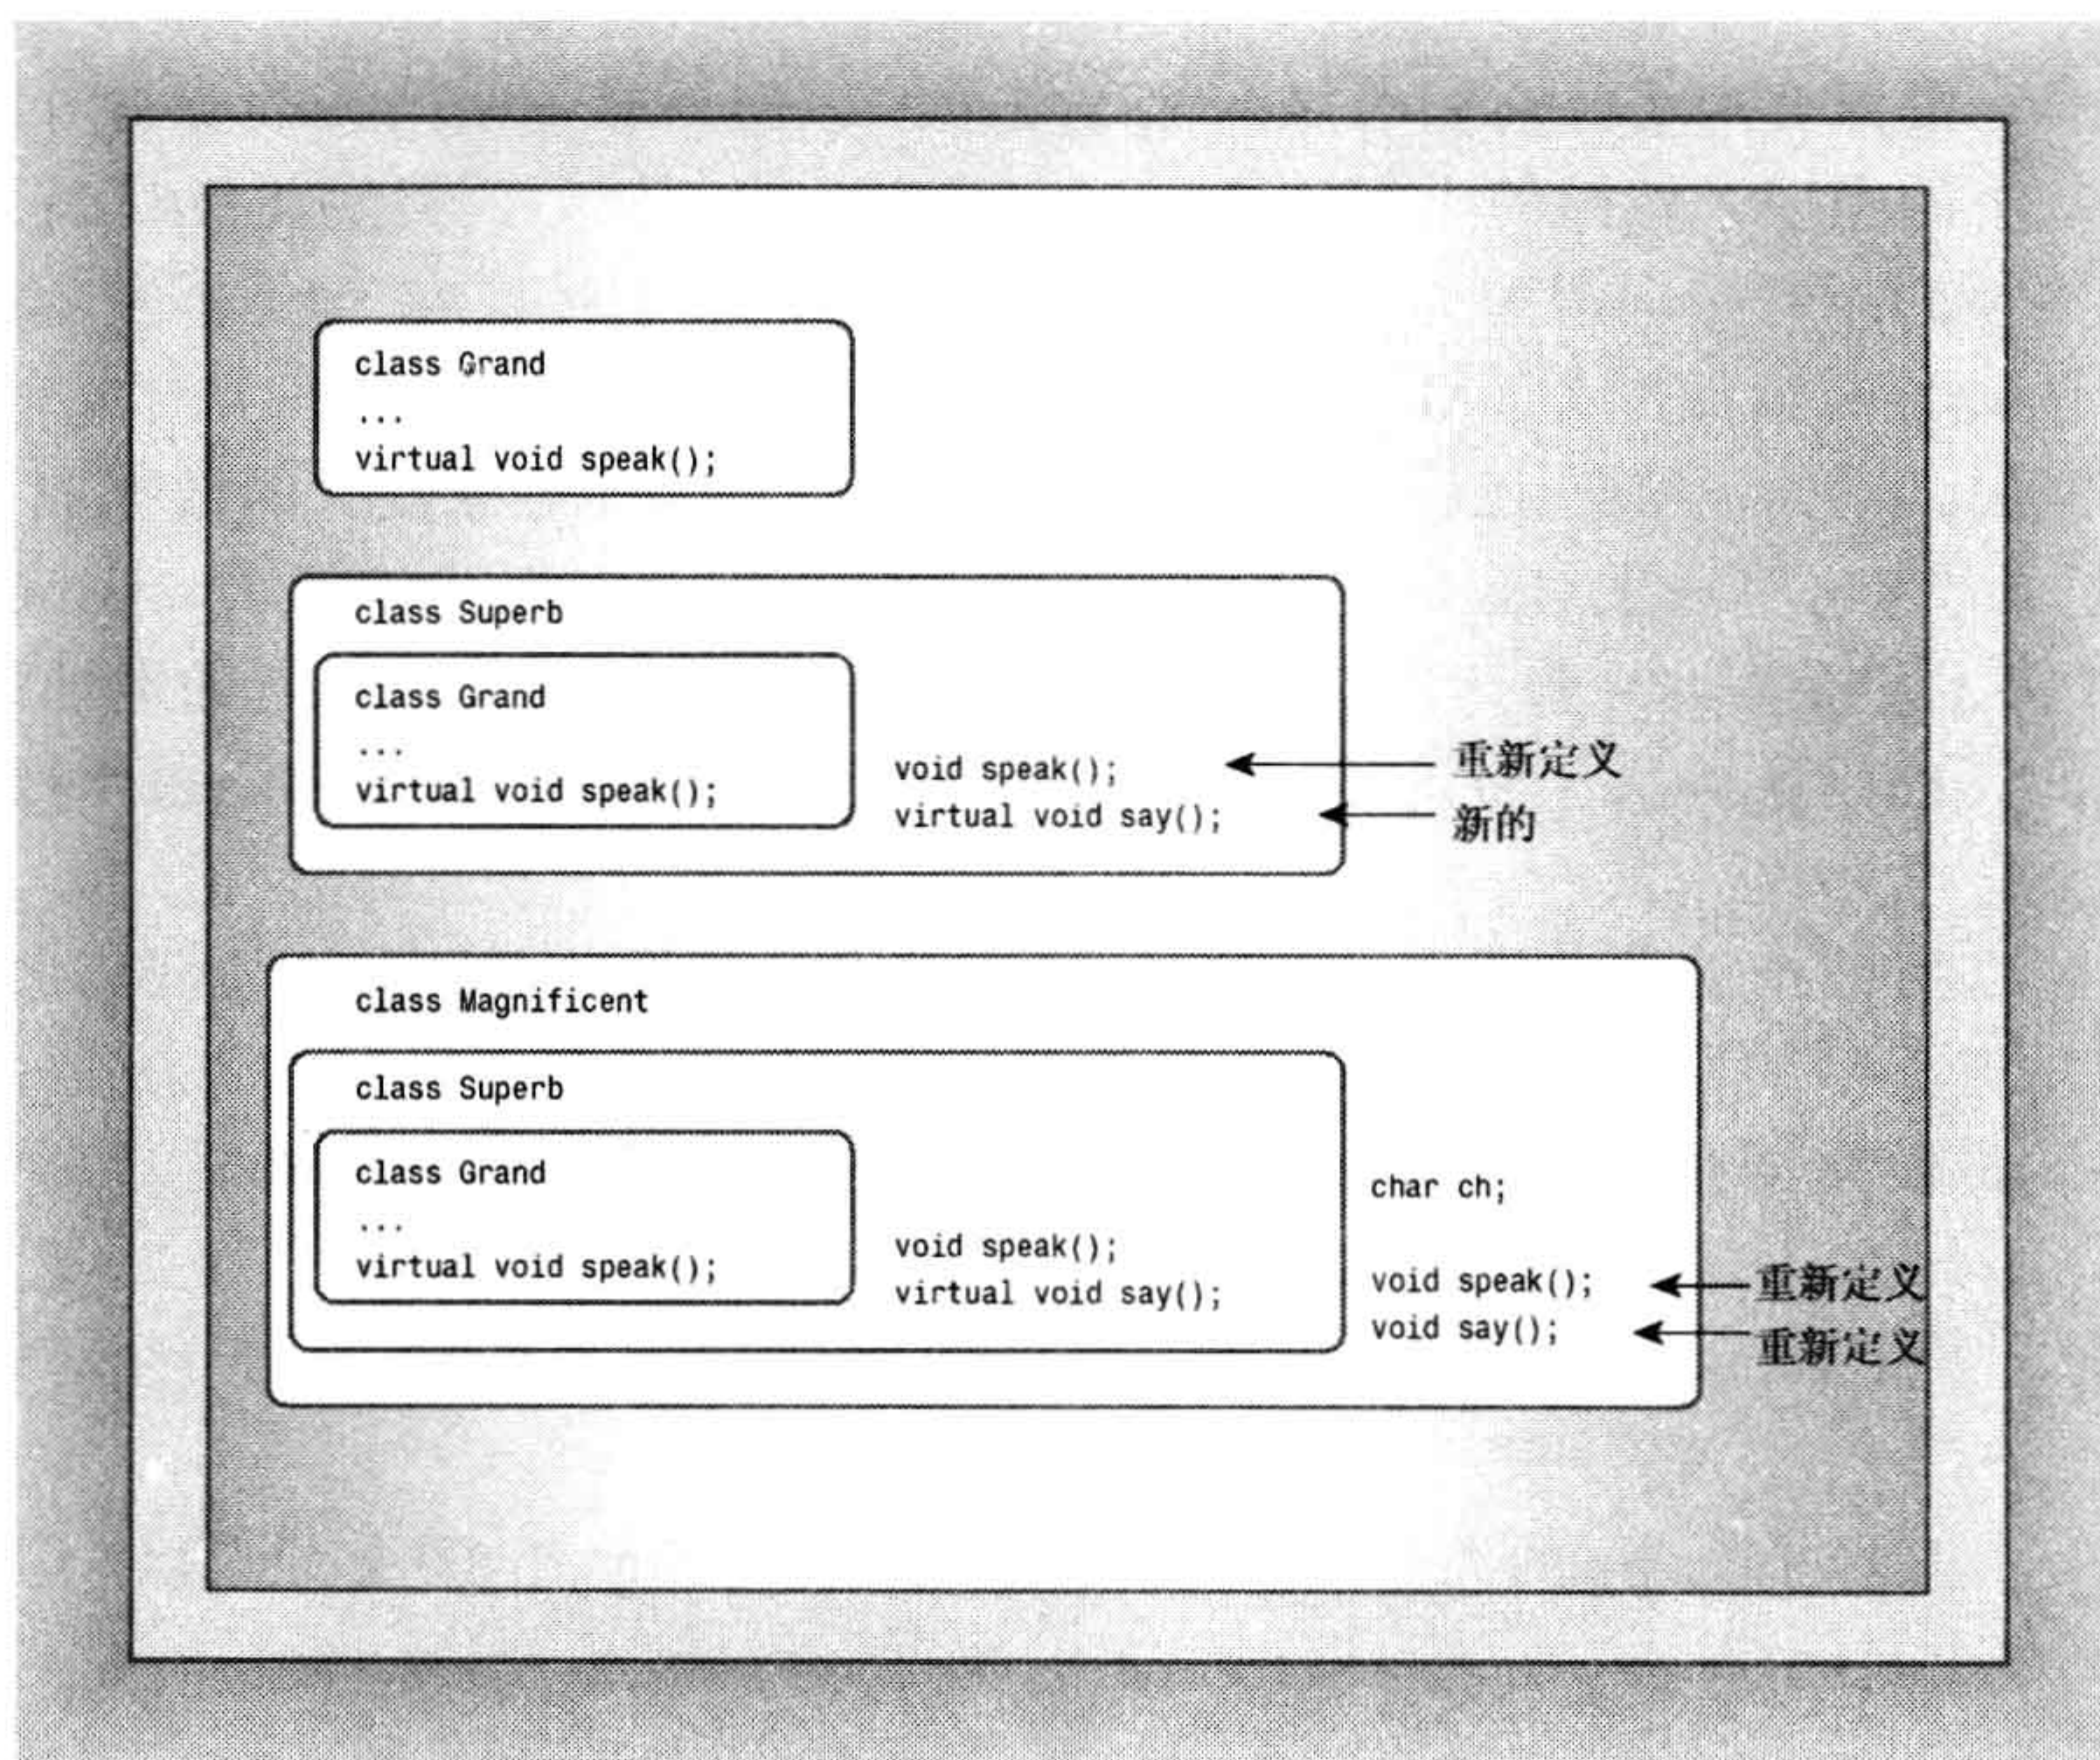 class Grand
...
virtual void speak();
class Superb
class Grand
...
virtual void speak();
void speak();
virtual void say();
重新定义
新的
class Magnificent
class Superb
class Grand
...
virtual void speak();
void speak();
virtual void say();
char ch;
void speak();
void say();
重新定义
重新定义